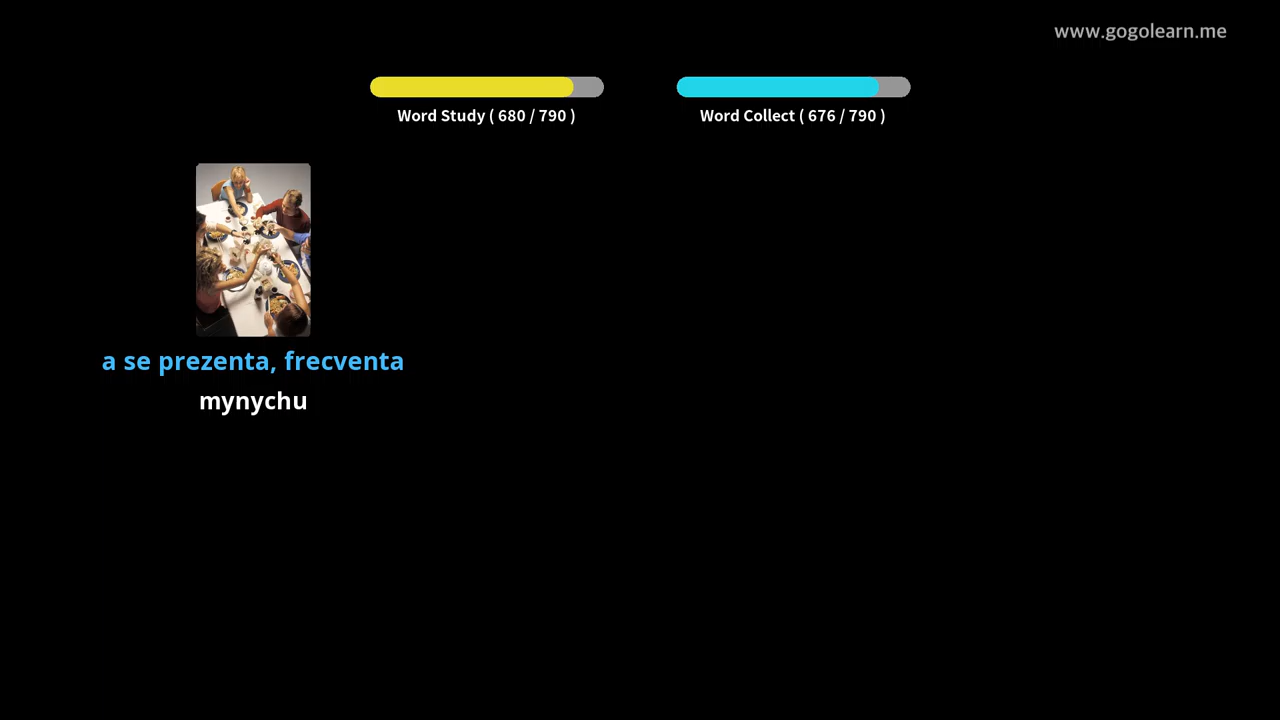 www.gogolearn.me
Word Study ( 680 / 790 )
Word Collect ( 676 / 790 )
a se prezenta, frecventa
mynychu